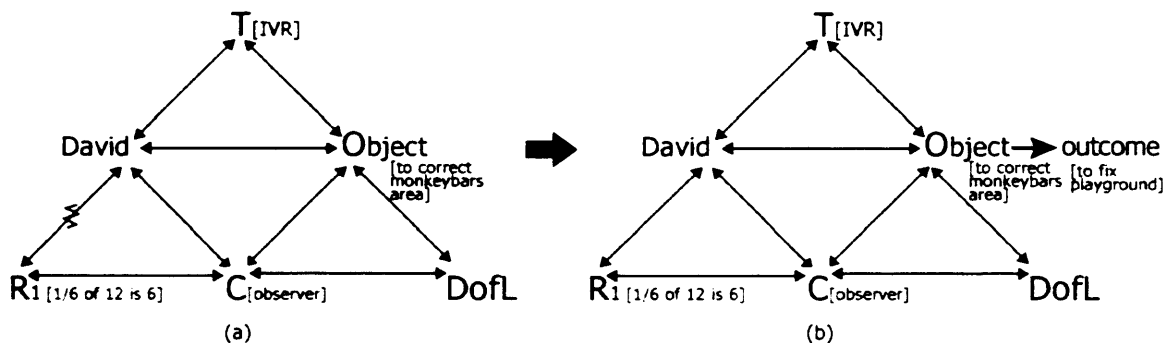 T[IVR]
David
Object
[to correct
monkeybars
area]
R1 [1/6 of 12 is 6]
C[observer]
DofL
(a)
T[IVR]
David
Object
outcome
[to correct
monkeybars
area]
[to fix
playground]
R1 [1/6 of 12 is 6]
C[observer]
DofL
(b)